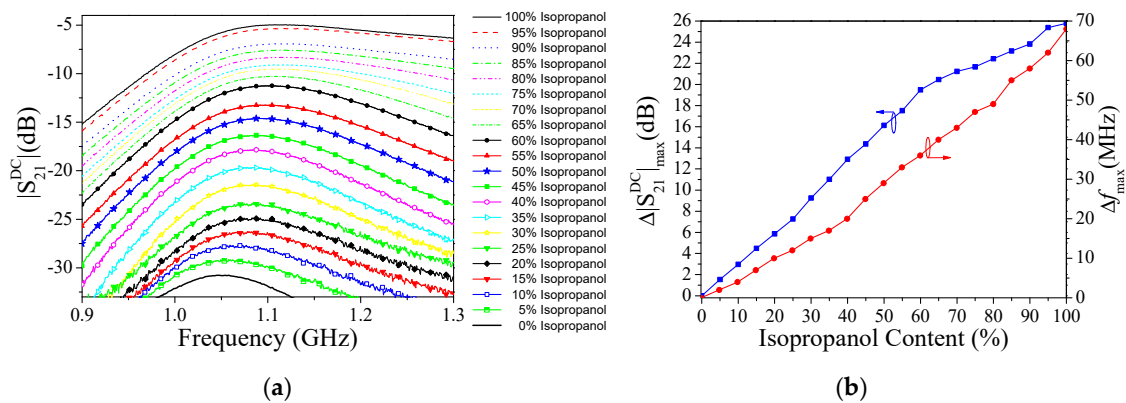 -5
-10
-15
-20
-25
-30
|S21^DC|(dB)
0.9 1.0 1.1 1.2 1.3
Frequency (GHz)
100% Isopropanol
95% Isopropanol
90% Isopropanol
85% Isopropanol
80% Isopropanol
75% Isopropanol
70% Isopropanol
65% Isopropanol
60% Isopropanol
55% Isopropanol
50% Isopropanol
45% Isopropanol
40% Isopropanol
35% Isopropanol
30% Isopropanol
25% Isopropanol
20% Isopropanol
15% Isopropanol
10% Isopropanol
5% Isopropanol
0% Isopropanol
(a)
26
24
22
20
18
16
14
12
10
8
6
4
2
0
Δ|S21^DC|max(dB)
0 10 20 30 40 50 60 70 80 90 100
Isopropanol Content (%)
70
60
50
40
30
20
10
0
Δfmax (MHz)
(b)